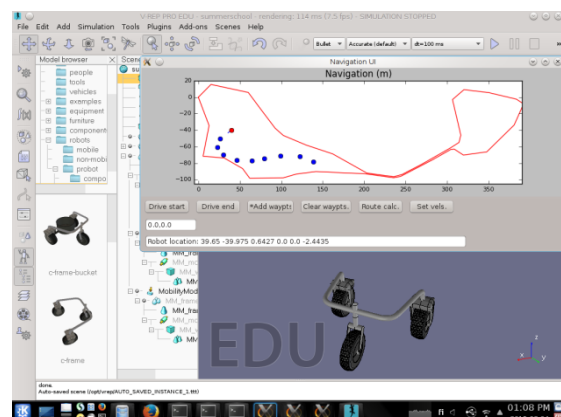 V-REP PRO EDU - summerschool - rendering: 114 ms (7.5 fps) - SIMULATION STOPPED
File Edit Add Simulation Tools Plugins Add-ons Scenes Help
Bullet Accurate (default) dt=100 ms
Model browser
Navigation UI
people
tools
vehicles
exemples
equipment
furniture
component
robots
mobile
non-mobi
probot
compo
Navigation (m)
20
0
−20
−40
−60
−80
−100
0 50 100 150 200 250 300 350
Drive start Drive end *Add waypts Clear waypts. Route calc. Set vels.
0.0,0.0
Robot location: 39.65 -39.975 0.6427 0.0 0.0 -2.4435
c-frame-bucket
c-frame
MobilityMod
MM_frame
EDU
z
x
y
done.
Auto-saved scene (/opt/vrep/AUTO_SAVED_INSTANCE_1.ttt)
01:08 PM